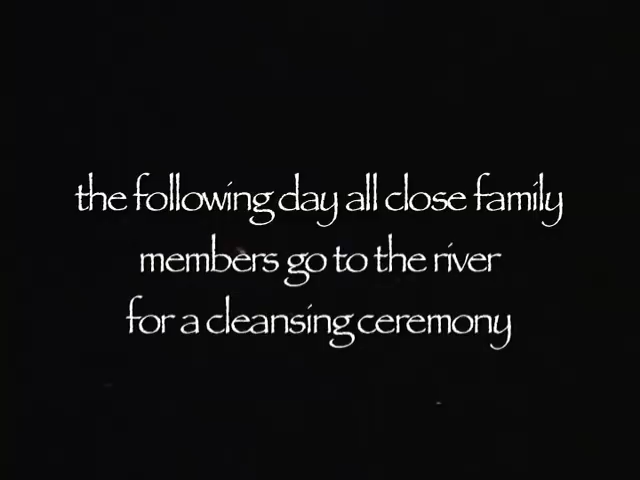 the following day all close family
members go to the river
for a cleansing ceremony